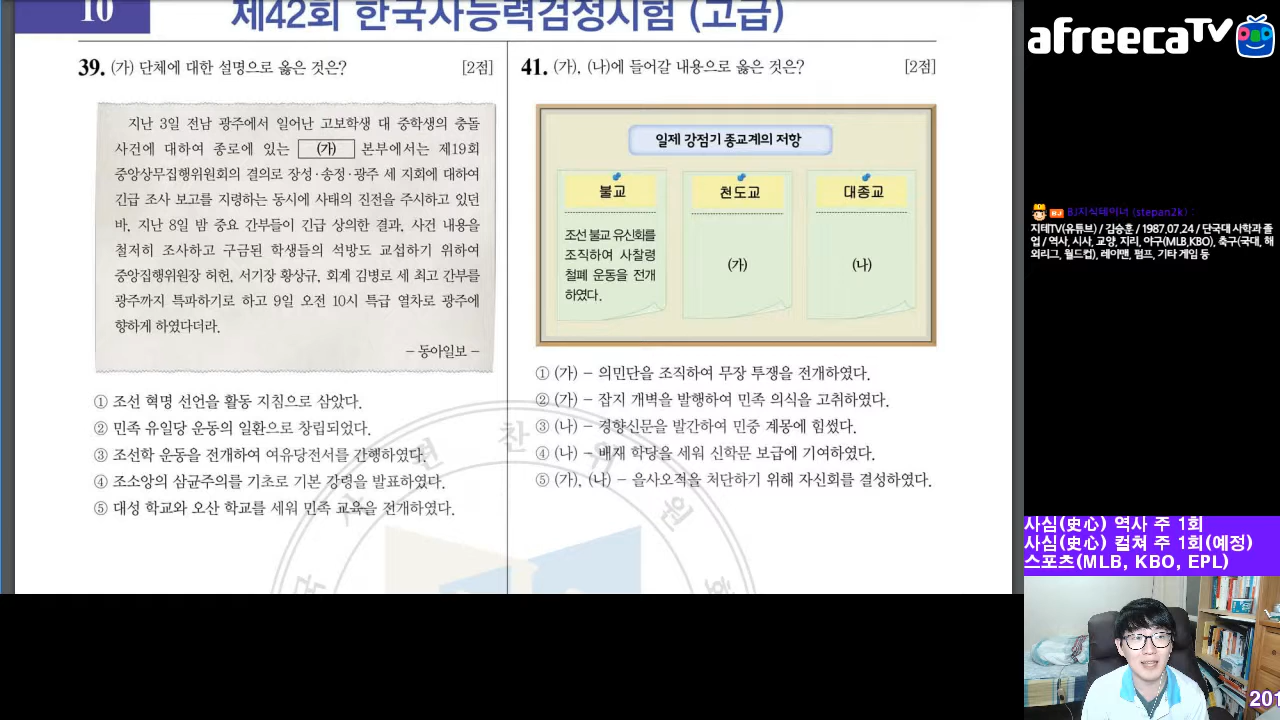 10
제42회 한국사능력검정시험 (고급)
39. (가) 단체에 대한 설명으로 옳은 것은? [2점]
지난 3일 전남 광주에서 일어난 고보학생 대 중학생의 충돌
사건에 대하여 종로에 있는 (가) 본부에서는 제19회
중앙상무집행위원회의 결의로 장성·송정·광주 세 지회에 대하여
긴급 조사 보고를 지령하는 동시에 사태의 진전을 주시하고 있던
바, 지난 8일 밤 중요 간부들이 긴급 상의한 결과, 사건 내용을
철저히 조사하고 구금된 학생들의 석방도 교섭하기 위하여
중앙집행위원장 허헌, 서기장 황상규, 회계 김병로 세 최고 간부를
광주까지 특파하기로 하고 9일 오전 10시 특급 열차로 광주에
향하게 하였다더라.
- 동아일보 -
① 조선 혁명 선언을 활동 지침으로 삼았다.
② 민족 유일당 운동의 일환으로 창립되었다.
③ 조선학 운동을 전개하여 여유당전서를 간행하였다.
④ 조소앙의 삼균주의를 기초로 기본 강령을 발표하였다.
⑤ 대성 학교와 오산 학교를 세워 민족 교육을 전개하였다.
41. (가), (나)에 들어갈 내용으로 옳은 것은? [2점]
일제 강점기 종교계의 저항
불교
조선 불교 유신회를
조직하여 사찰령
철폐 운동을 전개
하였다.
천도교
(가)
대종교
(나)
① (가) - 의민단을 조직하여 무장 투쟁을 전개하였다.
② (가) - 잡지 개벽을 발행하여 민족 의식을 고취하였다.
③ (나) - 경향신문을 발간하여 민중 계몽에 힘썼다.
④ (나) - 배재 학당을 세워 신학문 보급에 기여하였다.
⑤ (가), (나) - 을사오적을 처단하기 위해 자신회를 결성하였다.
사 편 찬 위 원 회
국
afreecaTV
BJ BJ지식테이너 (stepan2k) :
지테TV(유튜브) / 김승훈 / 1987.07.24 / 단국대 사학과 졸
업 / 역사, 시사, 교양, 지리, 야구(MLB,KBO), 축구(국대, 해
외리그, 월드컵), 레이맨, 펌프, 기타 게임 등
사심(史心) 역사 주 1회
사심(史心) 컬쳐 주 1회(예정)
스포츠(MLB, KBO, EPL)
201